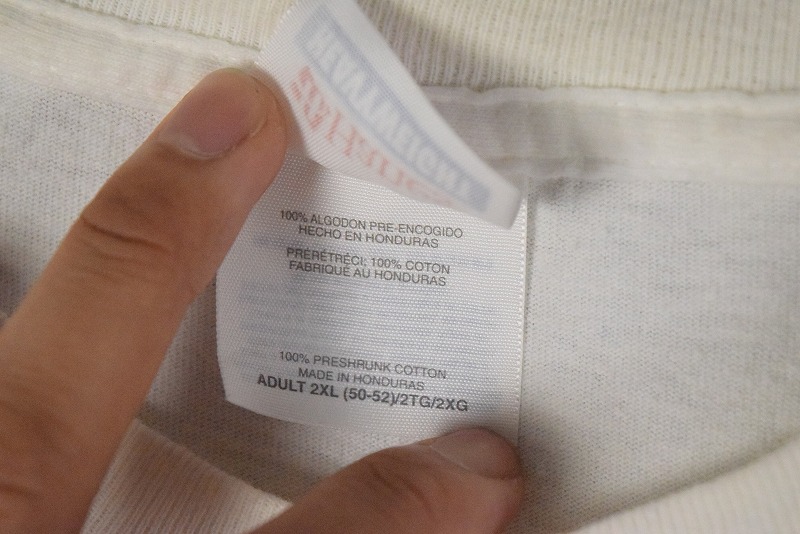 HEAVYWEIGHT
100% ALGODON PRE-ENCOGIDO
HECHO EN HONDURAS
PRÉRÉTRÉCI; 100% COTON
FABRIQUÉ AU HONDURAS
100% PRESHRUNK COTTON
MADE IN HONDURAS
ADULT 2XL (50-52)/2TG/2XG